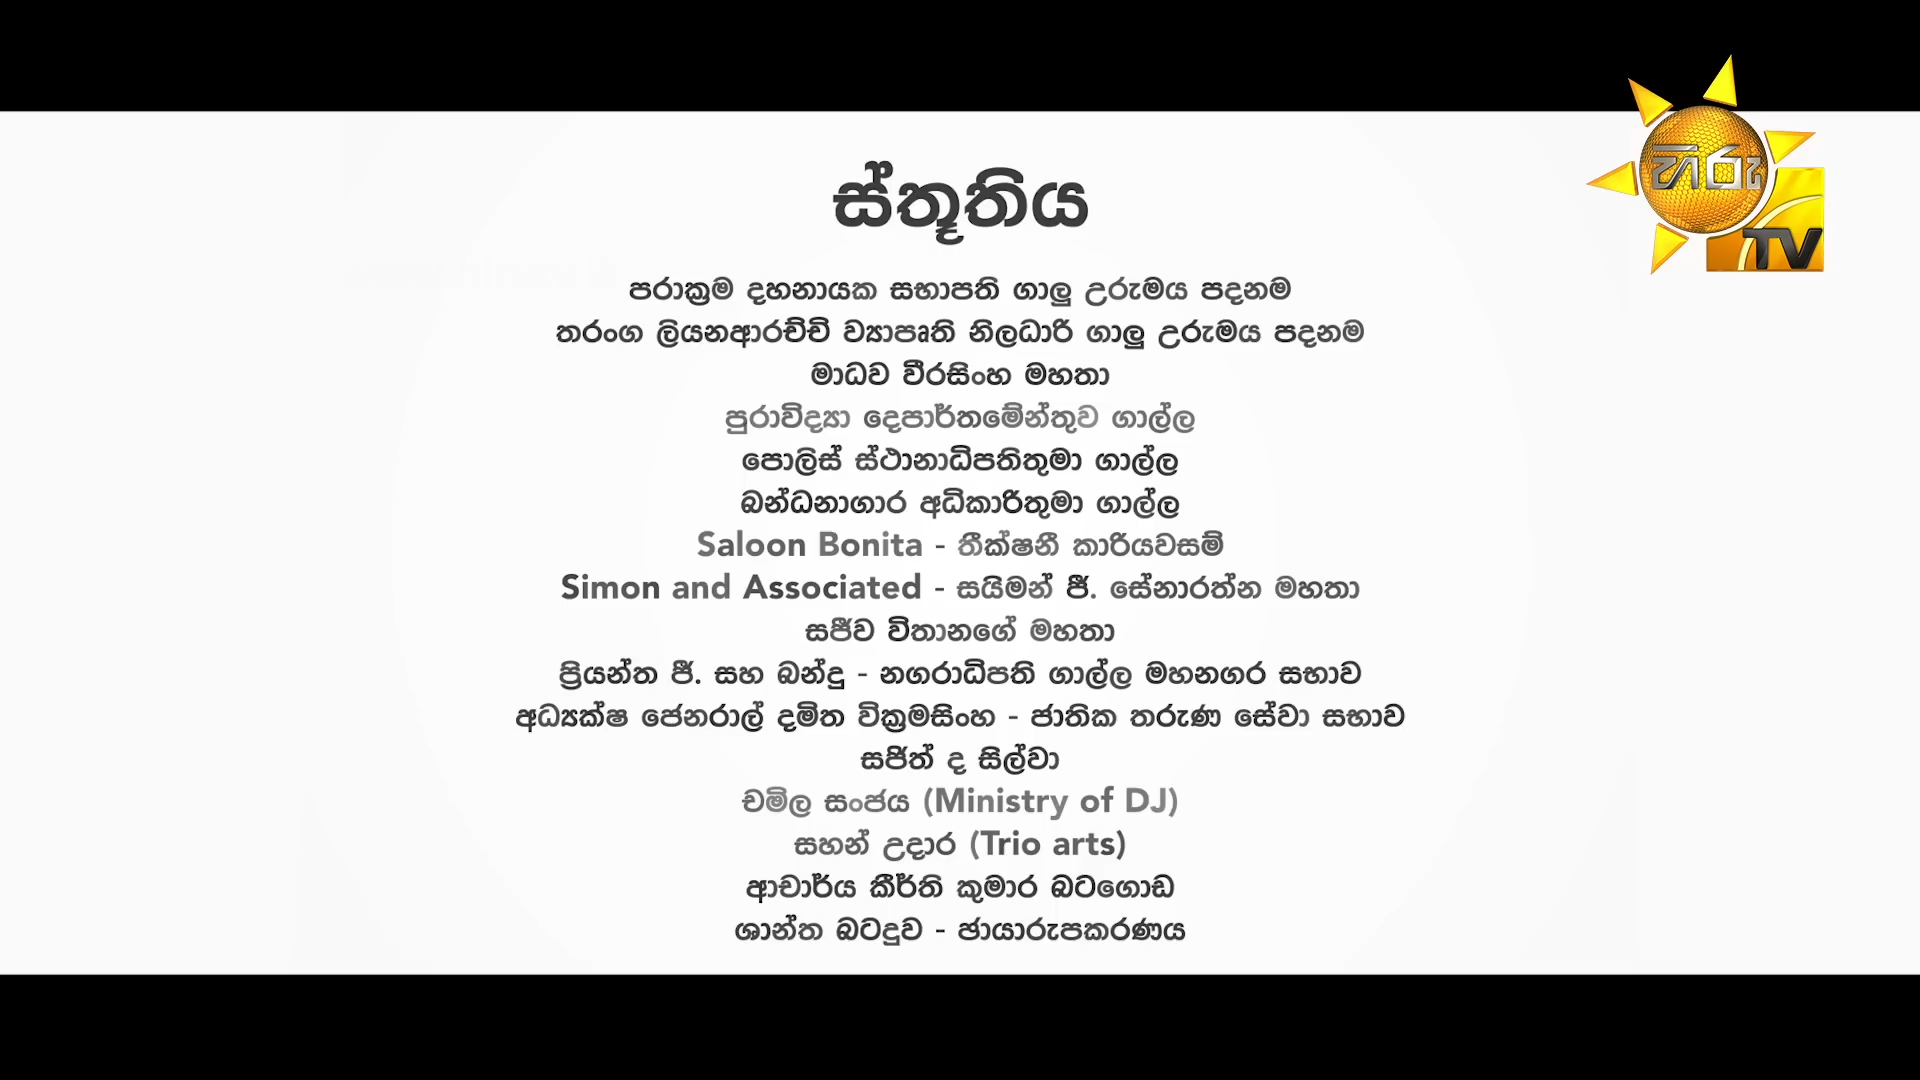 හිරු
TV
ස්තූතිය
පරාක්‍රම දහනායක සභාපති ගාලු උරුමය පදනම
තරංග ලියනආරච්චි ව්‍යාපෘති නිලධාරි ගාලු උරුමය පදනම
මාධව වීරසිංහ මහතා
පුරාවිද්‍යා දෙපාර්තමේන්තුව ගාල්ල
පොලිස් ස්ථානාධිපතිතුමා ගාල්ල
බන්ධනාගාර අධිකාරිතුමා ගාල්ල
Saloon Bonita - තීක්ෂනී කාරියවසම්
Simon and Associated - සයිමන් ජී. සේනාරත්න මහතා
සජීව විතානගේ මහතා
ප්‍රියන්ත ජී. සහ බන්දු - නගරාධිපති ගාල්ල මහනගර සභාව
අධ්‍යක්ෂ ජෙනරාල් දමිත වික්‍රමසිංහ - ජාතික තරුණ සේවා සභාව
සජිත් ද සිල්වා
චමිල සංජය (Ministry of DJ)
සහන් උදාර (Trio arts)
ආචාර්ය කීර්ති කුමාර බටගොඩ
ශාන්ත බටදූව - ඡායාරුපකරණය